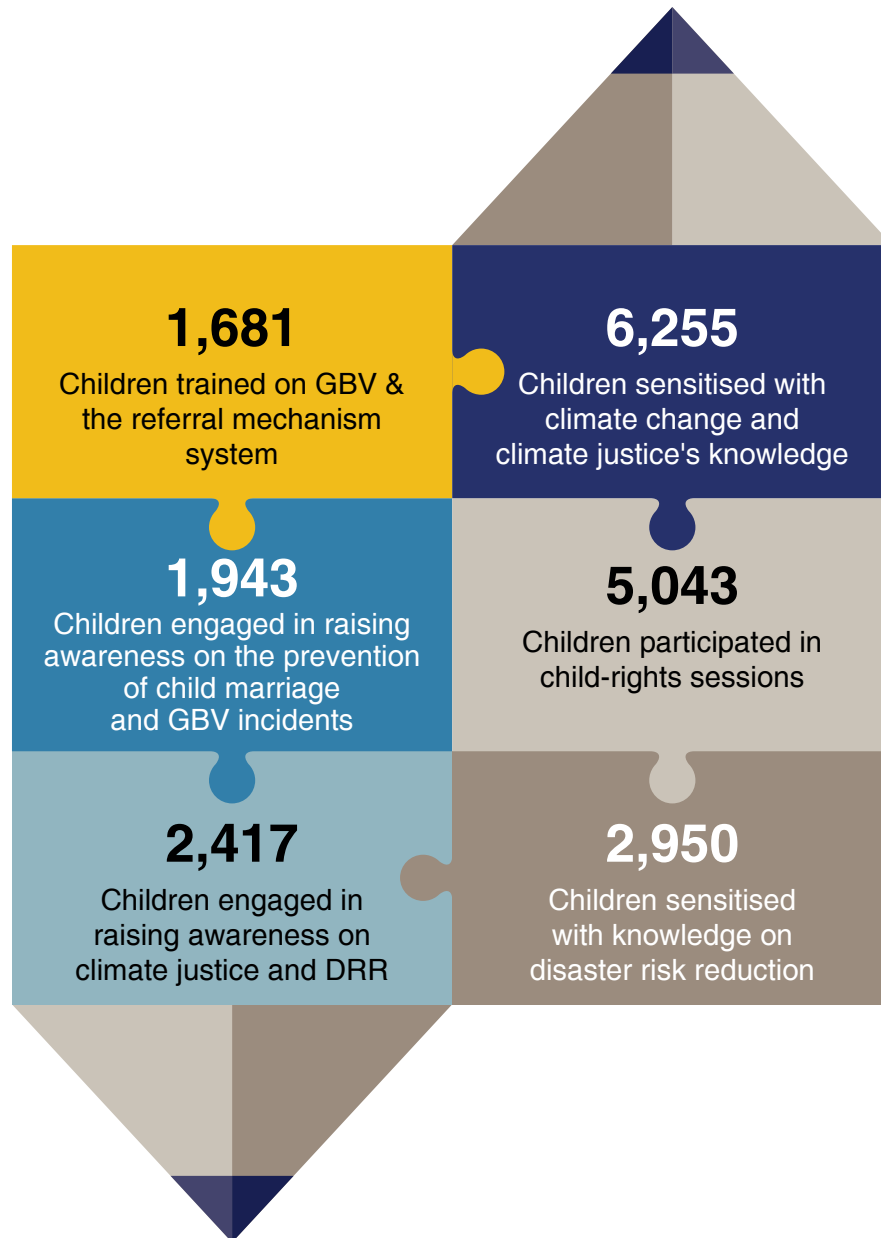 1,681
Children trained on GBV &
the referral mechanism
system
6,255
Children sensitised with
climate change and
climate justice's knowledge
1,943
Children engaged in raising
awareness on the prevention
of child marriage
and GBV incidents
5,043
Children participated in
child-rights sessions
2,417
Children engaged in
raising awareness on
climate justice and DRR
2,950
Children sensitised
with knowledge on
disaster risk reduction